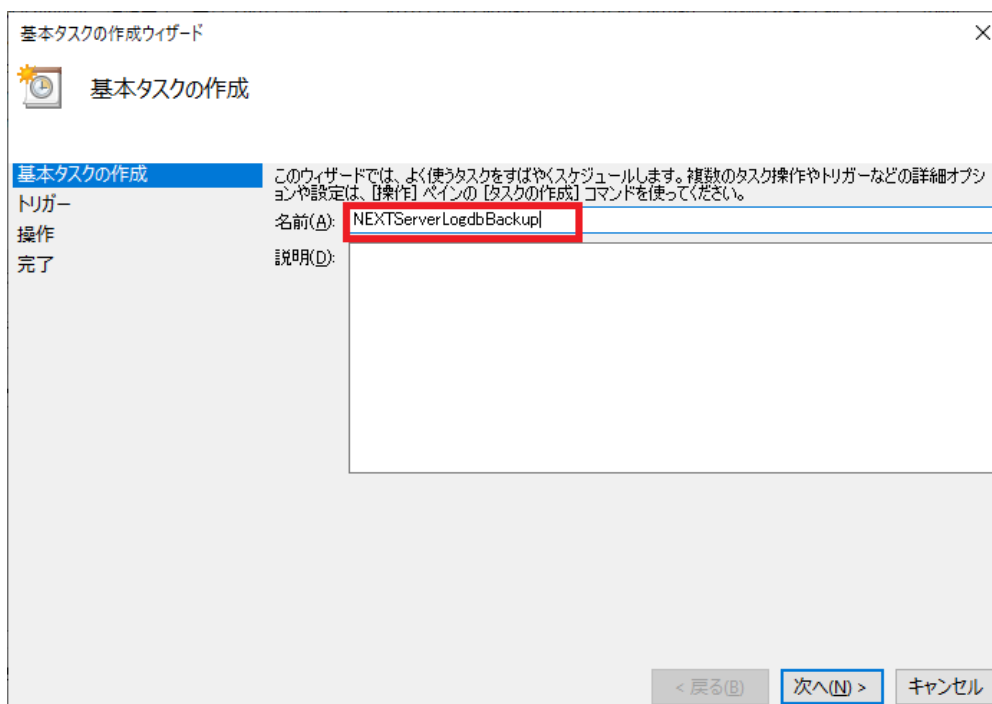 基本タスクの作成ウィザード
基本タスクの作成
基本タスクの作成
トリガー
操作
完了
このウィザードでは、よく使うタスクをすばやくスケジュールします。複数のタスク操作やトリガーなどの詳細オプシ
ョンや設定は、[操作] ペインの [タスクの作成] コマンドを使ってください。
名前(A):
NEXTServerLogdbBackup
説明(D):
< 戻る(B)
次へ(N) >
キャンセル